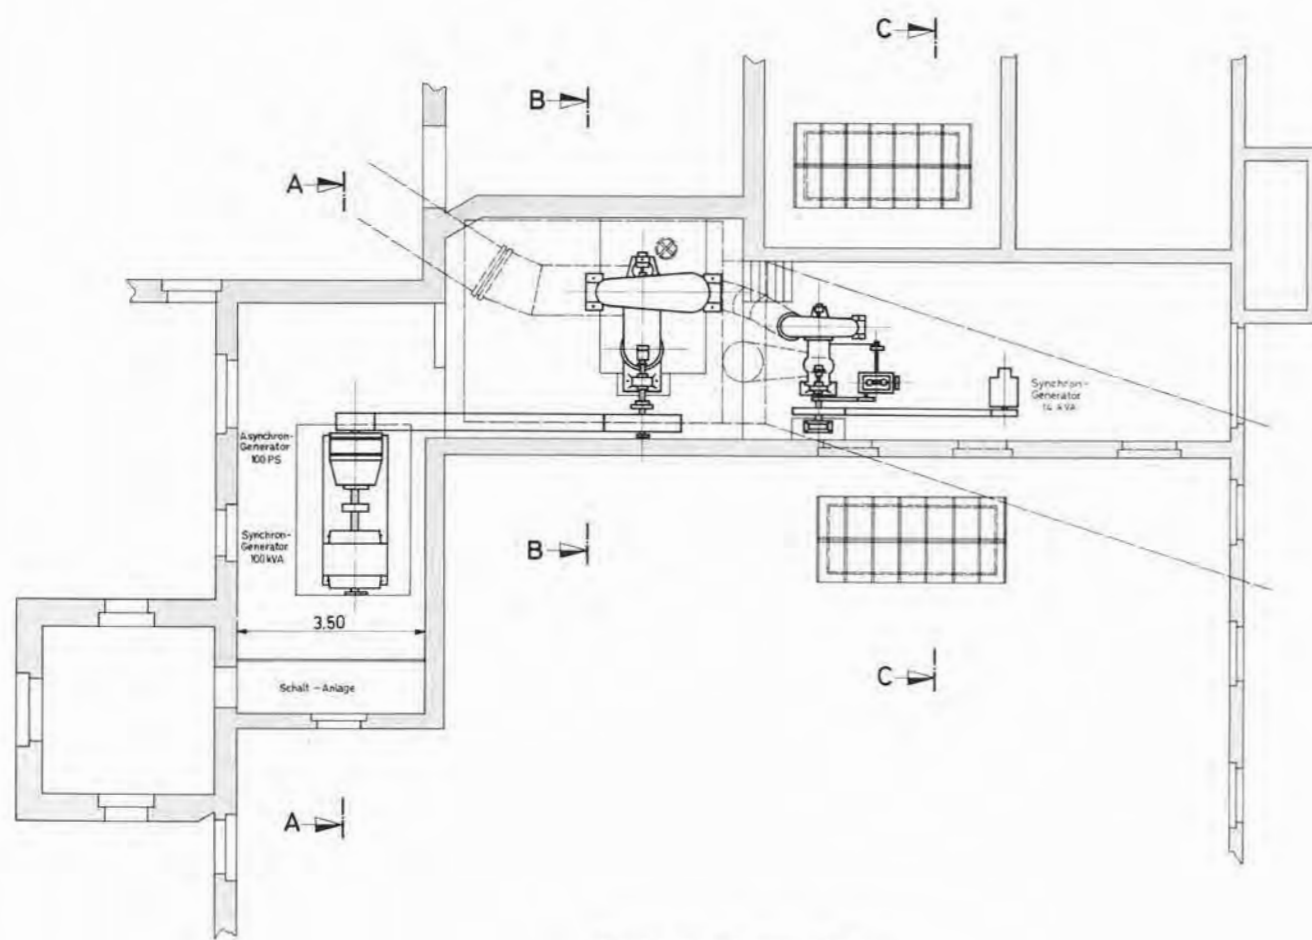 C
B
A
Synchron-
Generator
14 kVA
Asynchron-
Generator
100 PS
Synchron-
Generator
100 kVA
B
3.50
C
Schalt-Anlage
A